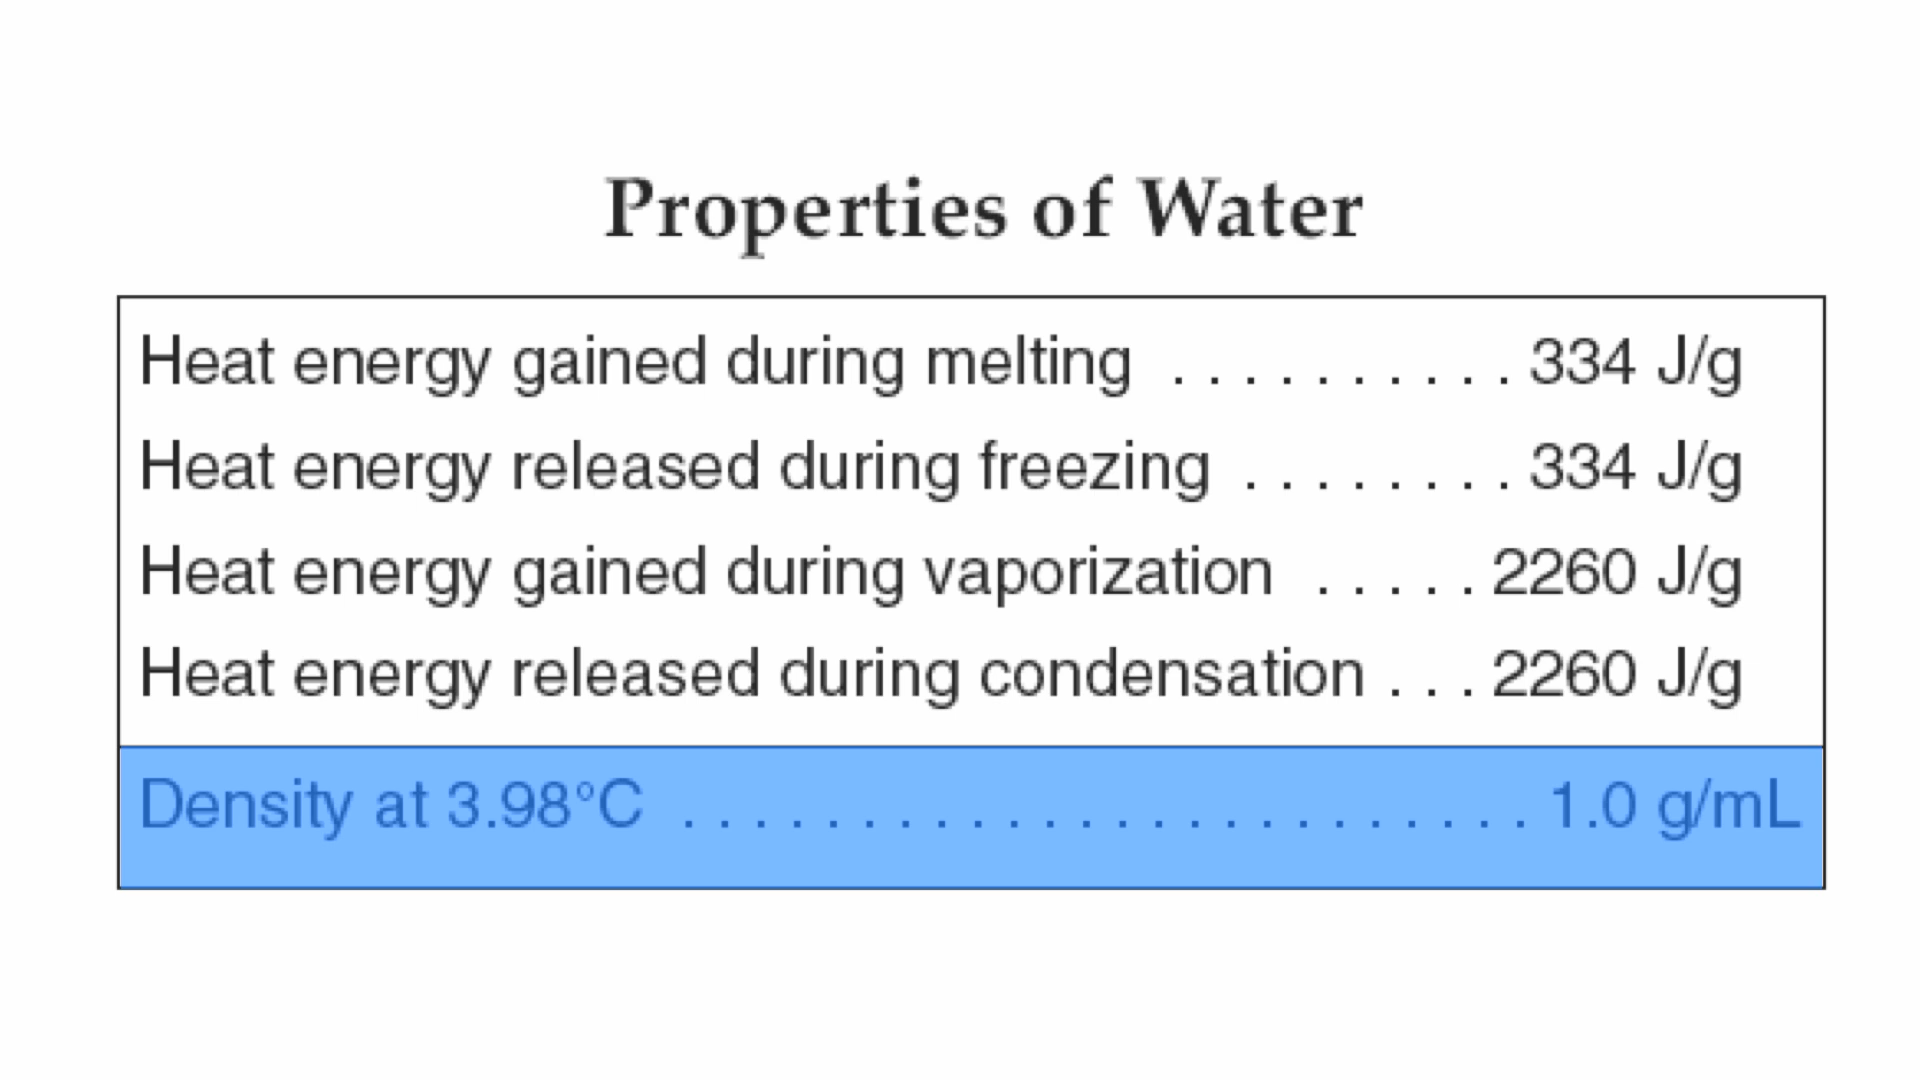 Properties of Water
Heat energy gained during melting . . . . . . . . . . 334 J/g
Heat energy released during freezing . . . . . . . . 334 J/g
Heat energy gained during vaporization . . . . . 2260 J/g
Heat energy released during condensation . . . 2260 J/g
Density at 3.98°C . . . . . . . . . . . . . . . . . . . . . . . . 1.0 g/mL